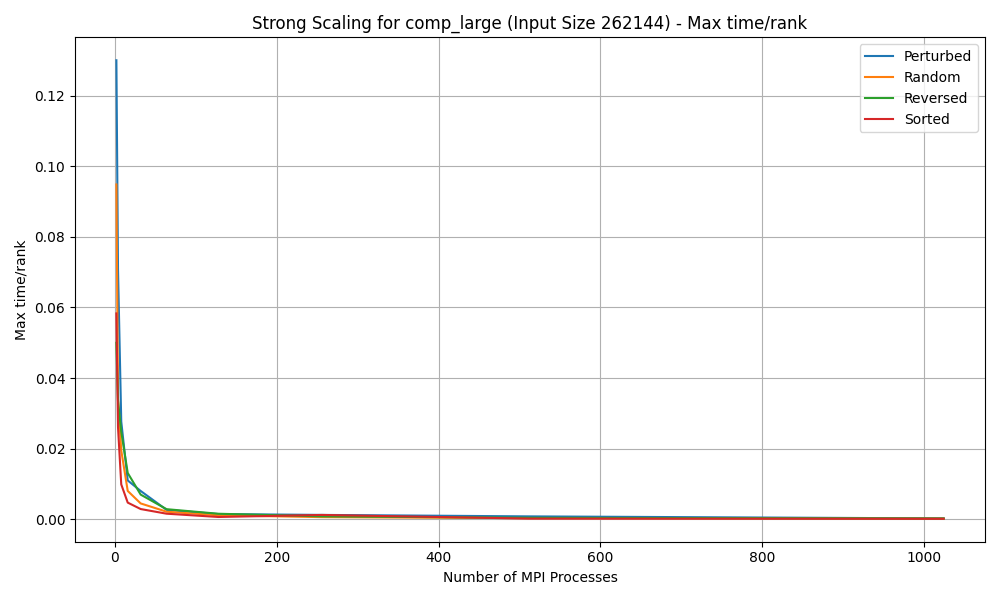 Strong Scaling for comp_large (Input Size 262144) - Max time/rank
Perturbed
Random
Reversed
Sorted
Max time/rank
0.12
0.10
0.08
0.06
0.04
0.02
0.00
0 200 400 600 800 1000
Number of MPI Processes